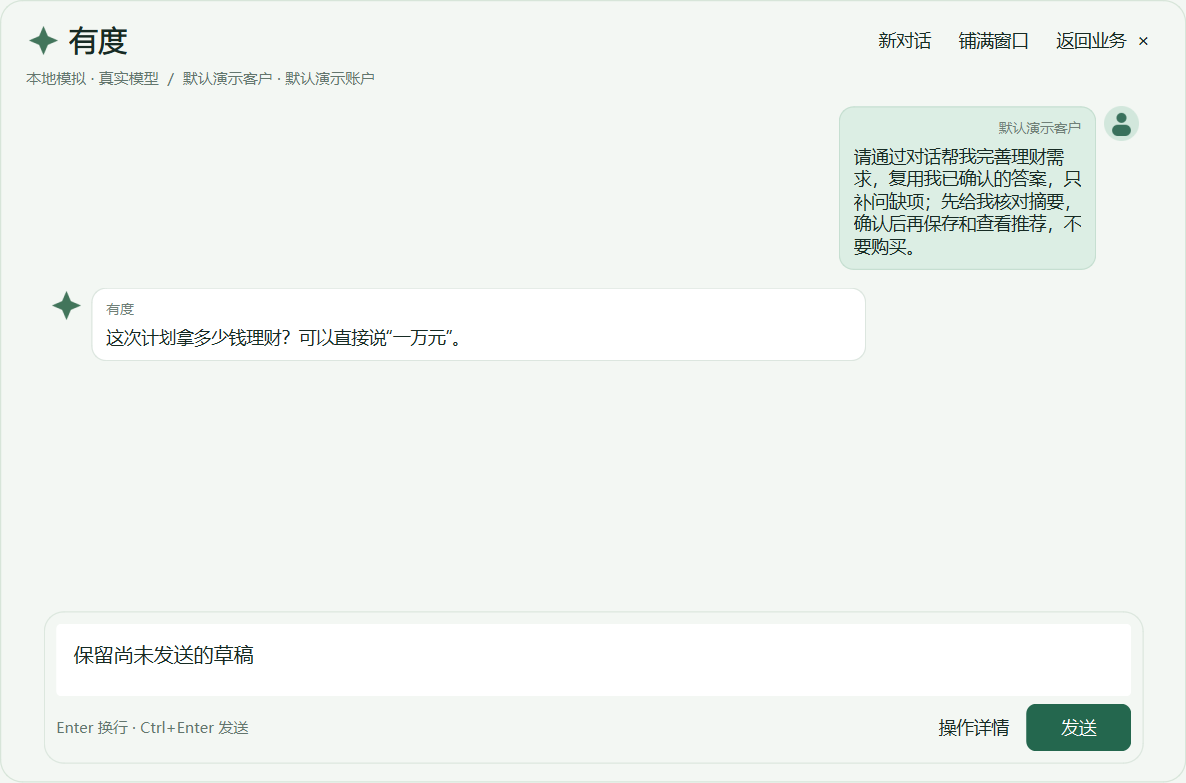 有度
新对话 铺满窗口 返回业务 ×
本地模拟 · 真实模型 / 默认演示客户 · 默认演示账户
默认演示客户
请通过对话帮我完善理财需
求，复用我已确认的答案，只
补问缺项；先给我核对摘要，
确认后再保存和查看推荐，不
要购买。
有度
这次计划拿多少钱理财？可以直接说“一万元”。
保留尚未发送的草稿
Enter 换行 · Ctrl+Enter 发送
操作详情 发送